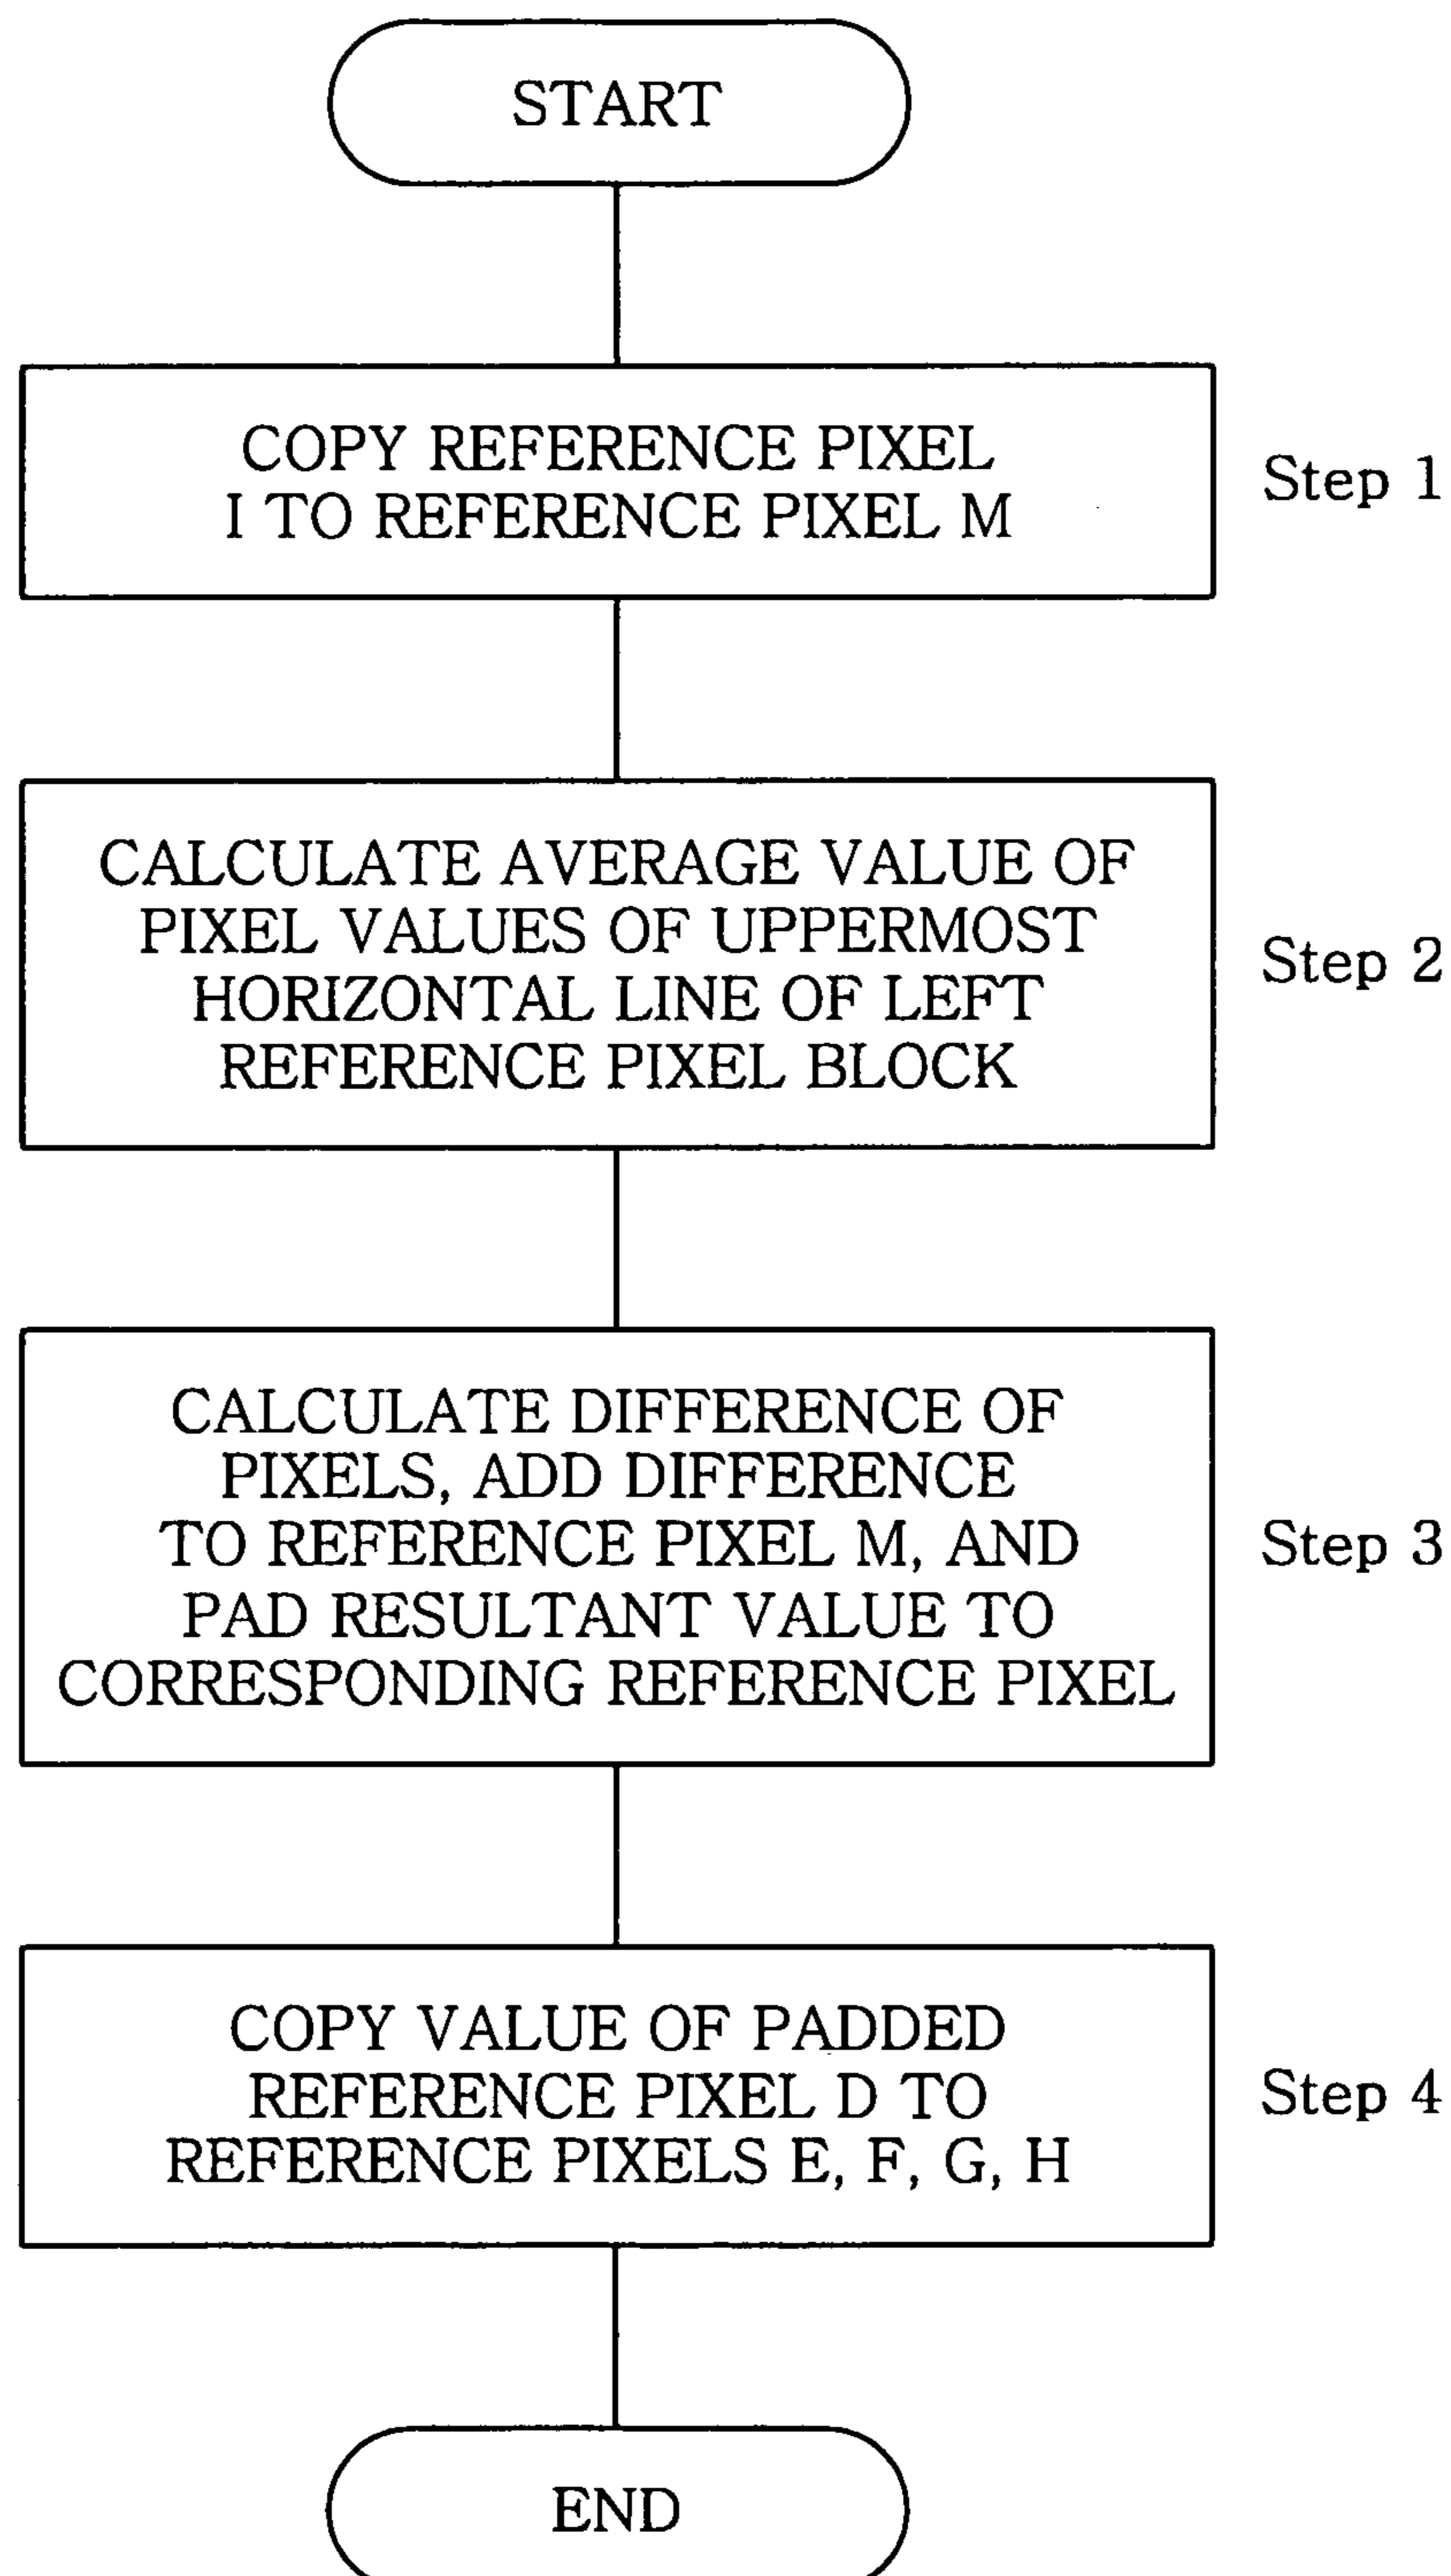 START
COPY REFERENCE PIXEL
I TO REFERENCE PIXEL M
Step 1
CALCULATE AVERAGE VALUE OF
PIXEL VALUES OF UPPERMOST
HORIZONTAL LINE OF LEFT
REFERENCE PIXEL BLOCK
Step 2
CALCULATE DIFFERENCE OF
PIXELS, ADD DIFFERENCE
TO REFERENCE PIXEL M, AND
PAD RESULTANT VALUE TO
CORRESPONDING REFERENCE PIXEL
Step 3
COPY VALUE OF PADDED
REFERENCE PIXEL D TO
REFERENCE PIXELS E, F, G, H
Step 4
END